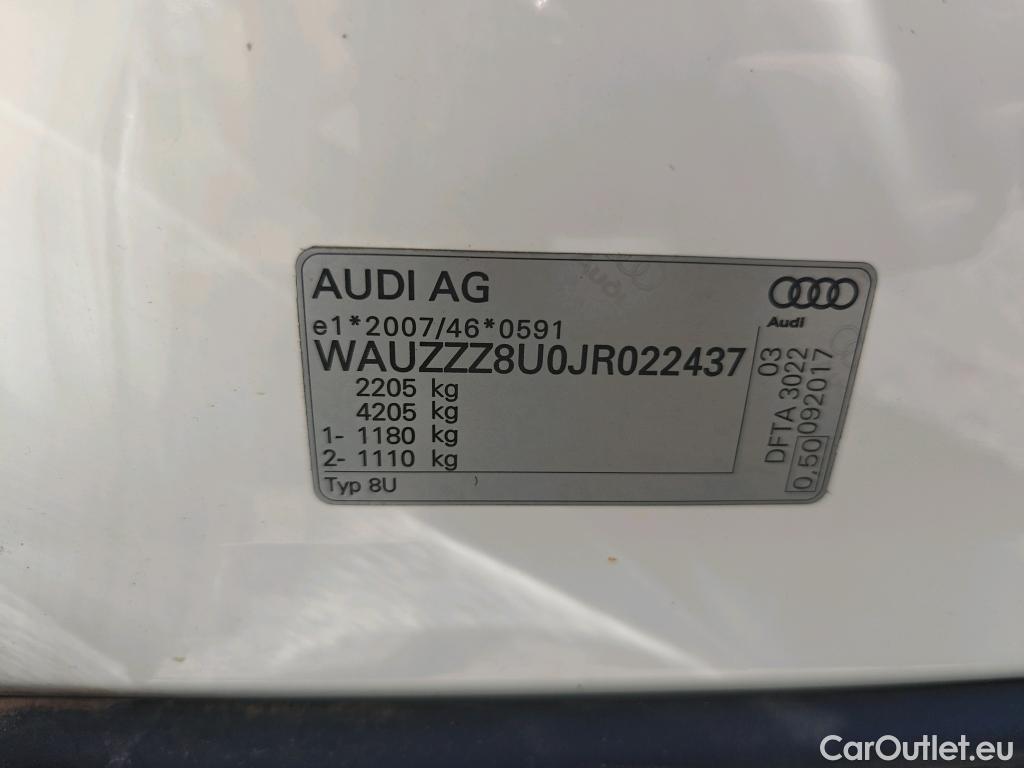 AUDI AG
Audi
e1*2007/46*0591
WAUZZZ8U0JR022437
2205 kg
4205 kg
1- 1180 kg
2- 1110 kg
Typ 8U
03
DFTA 3022
0,50 092017
CarOutlet.eu